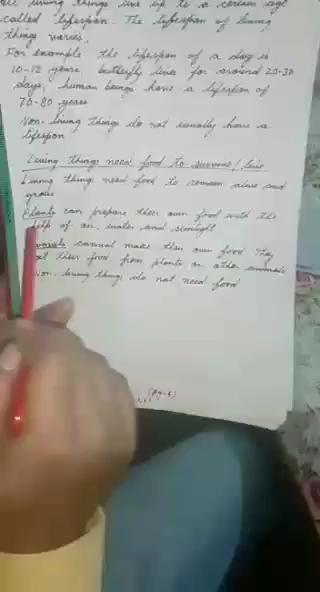 living things live up to a certain age
called lifespan. The lifespan of living
things varies.
For example the lifespan of a dog is
10-12 years butterfly lives for around 20-30
days, human beings have a lifespan of
70-80 years
Non-living things do not usually have a
lifespan
Living things need food to survive/live
Living things need food to remain alive and
grow
Plants can prepare their own food with the
help of air, water and sunlight
cannot make their own food They
eat their food from plants or other animals
Non-living things do not need food